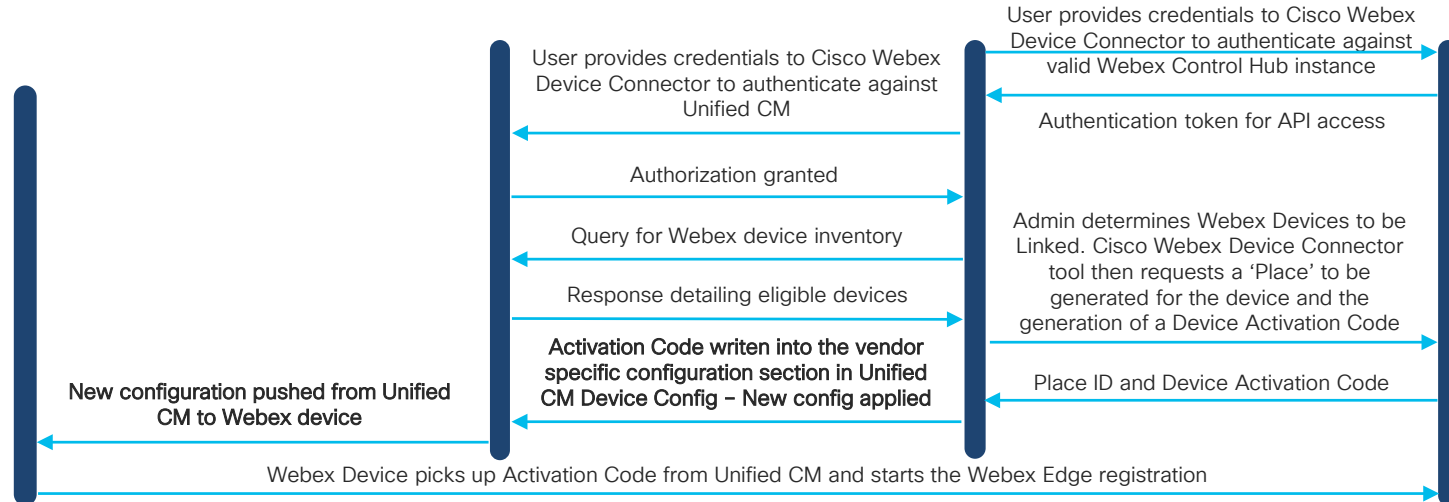 User provides credentials to Cisco Webex
Device Connector to authenticate against
valid Webex Control Hub instance
User provides credentials to Cisco Webex
Device Connector to authenticate against
Unified CM
Authentication token for API access
Authorization granted
Query for Webex device inventory
Response detailing eligible devices
Admin determines Webex Devices to be
Linked. Cisco Webex Device Connector
tool then requests a ‘Place’ to be
generated for the device and the
generation of a Device Activation Code
Activation Code writen into the vendor
specific configuration section in Unified
CM Device Config – New config applied
Place ID and Device Activation Code
New configuration pushed from Unified
CM to Webex device
Webex Device picks up Activation Code from Unified CM and starts the Webex Edge registration